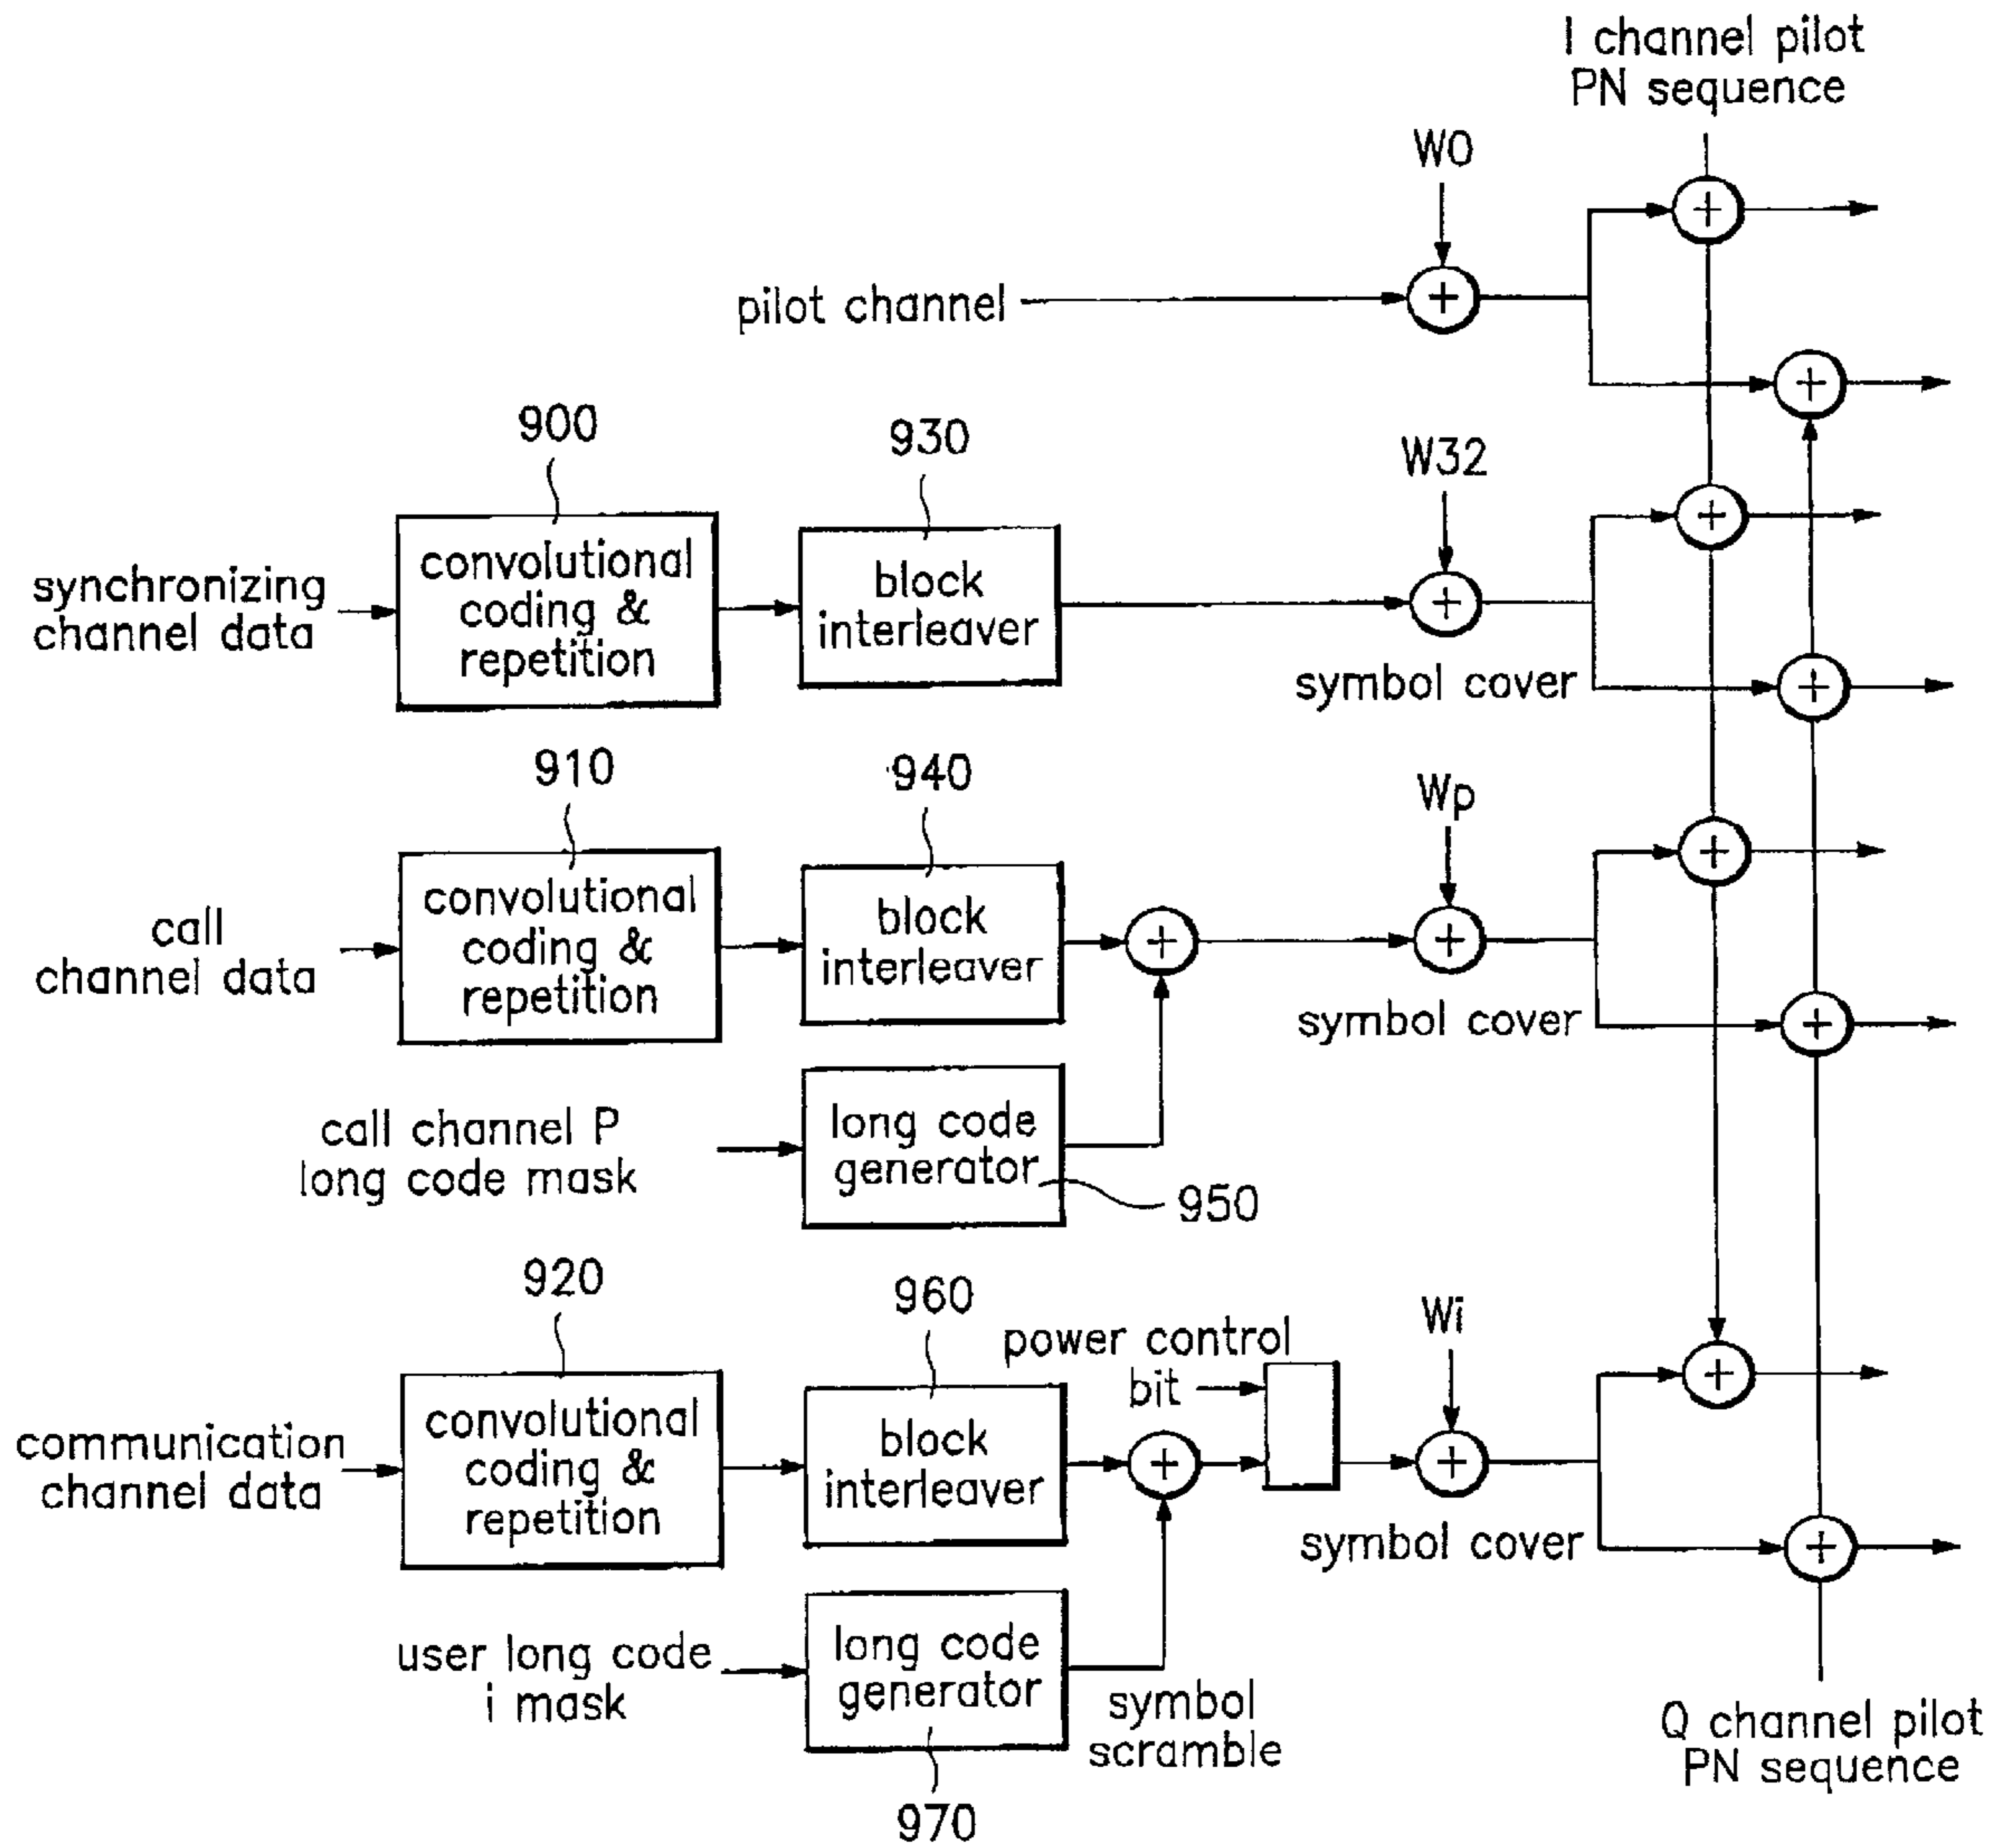 I channel pilot
PN sequence
W0
pilot channel
900
930
W32
synchronizing
channel data
convolutional
coding &
repetition
block
interleaver
symbol cover
910
940
Wp
call
channel data
convolutional
coding &
repetition
block
interleaver
symbol cover
call channel P
long code mask
long code
generator
950
920
960
power control
bit
Wi
communication
channel data
convolutional
coding &
repetition
block
interleaver
symbol cover
user long code
i mask
long code
generator
symbol
scramble
970
Q channel pilot
PN sequence